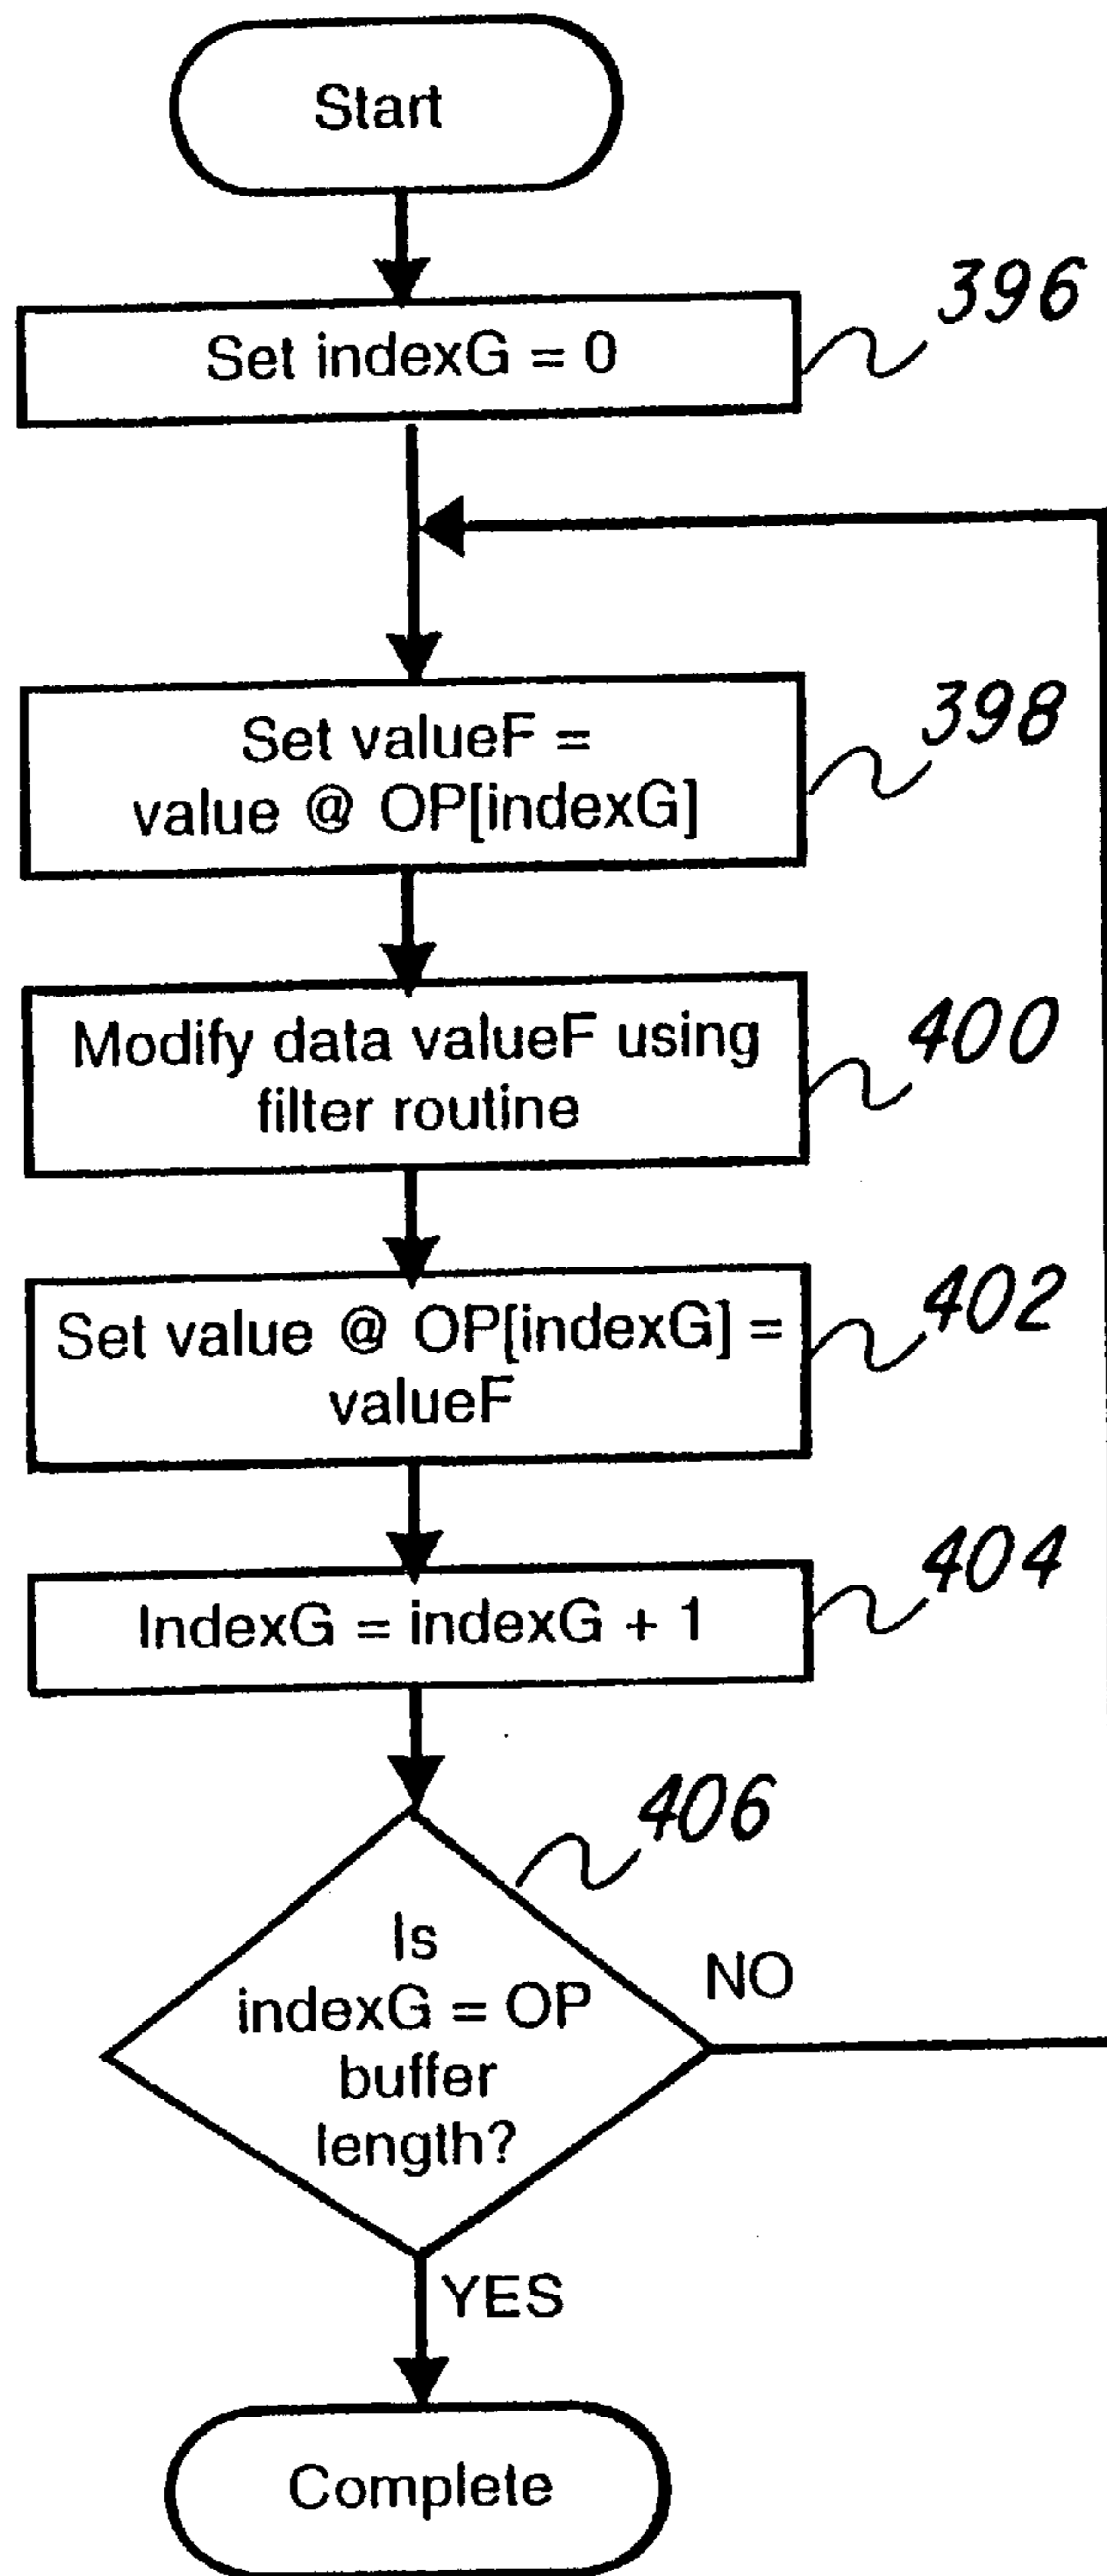 Start
396
Set indexG = 0
398
Set valueF =
value @ OP[indexG]
400
Modify data valueF using
filter routine
402
Set value @ OP[indexG] =
valueF
404
IndexG = indexG + 1
406
Is
indexG = OP
buffer
length?
NO
YES
Complete